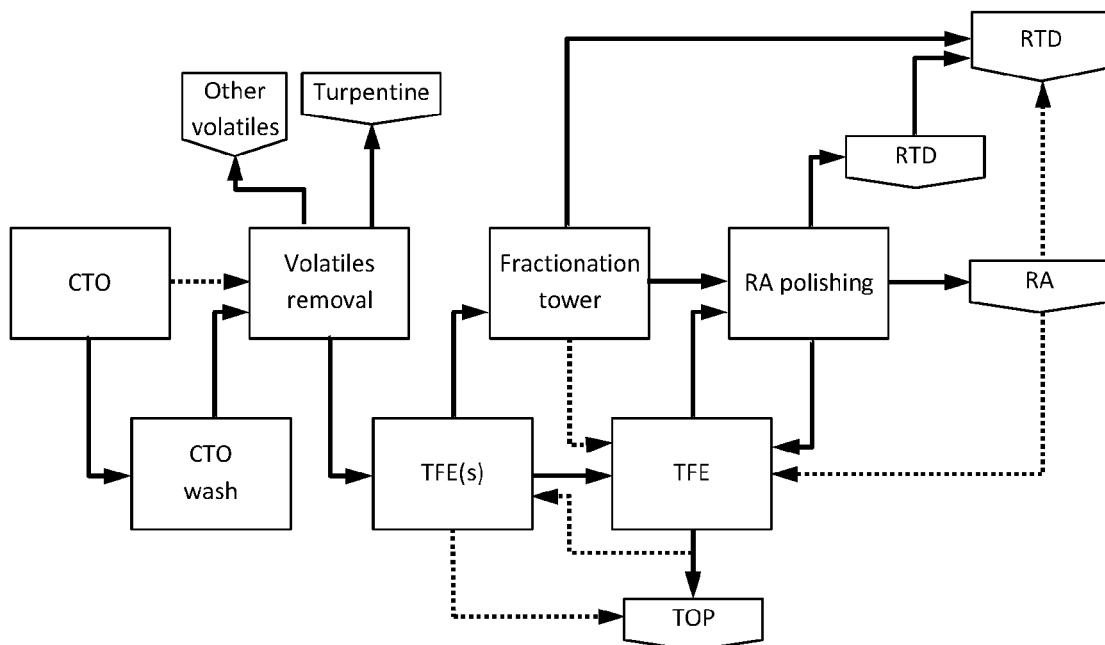 RTD
Other
volatiles
Turpentine
RTD
CTO
Volatiles
removal
Fractionation
tower
RA polishing
RA
CTO
wash
TFE(s)
TFE
TOP